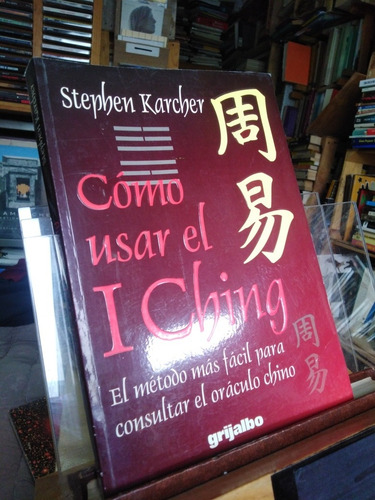 Stephen Karcher
周易
Cómo
usar el
I Ching
El método más fácil para
consultar el oráculo chino
周易
grijalbo